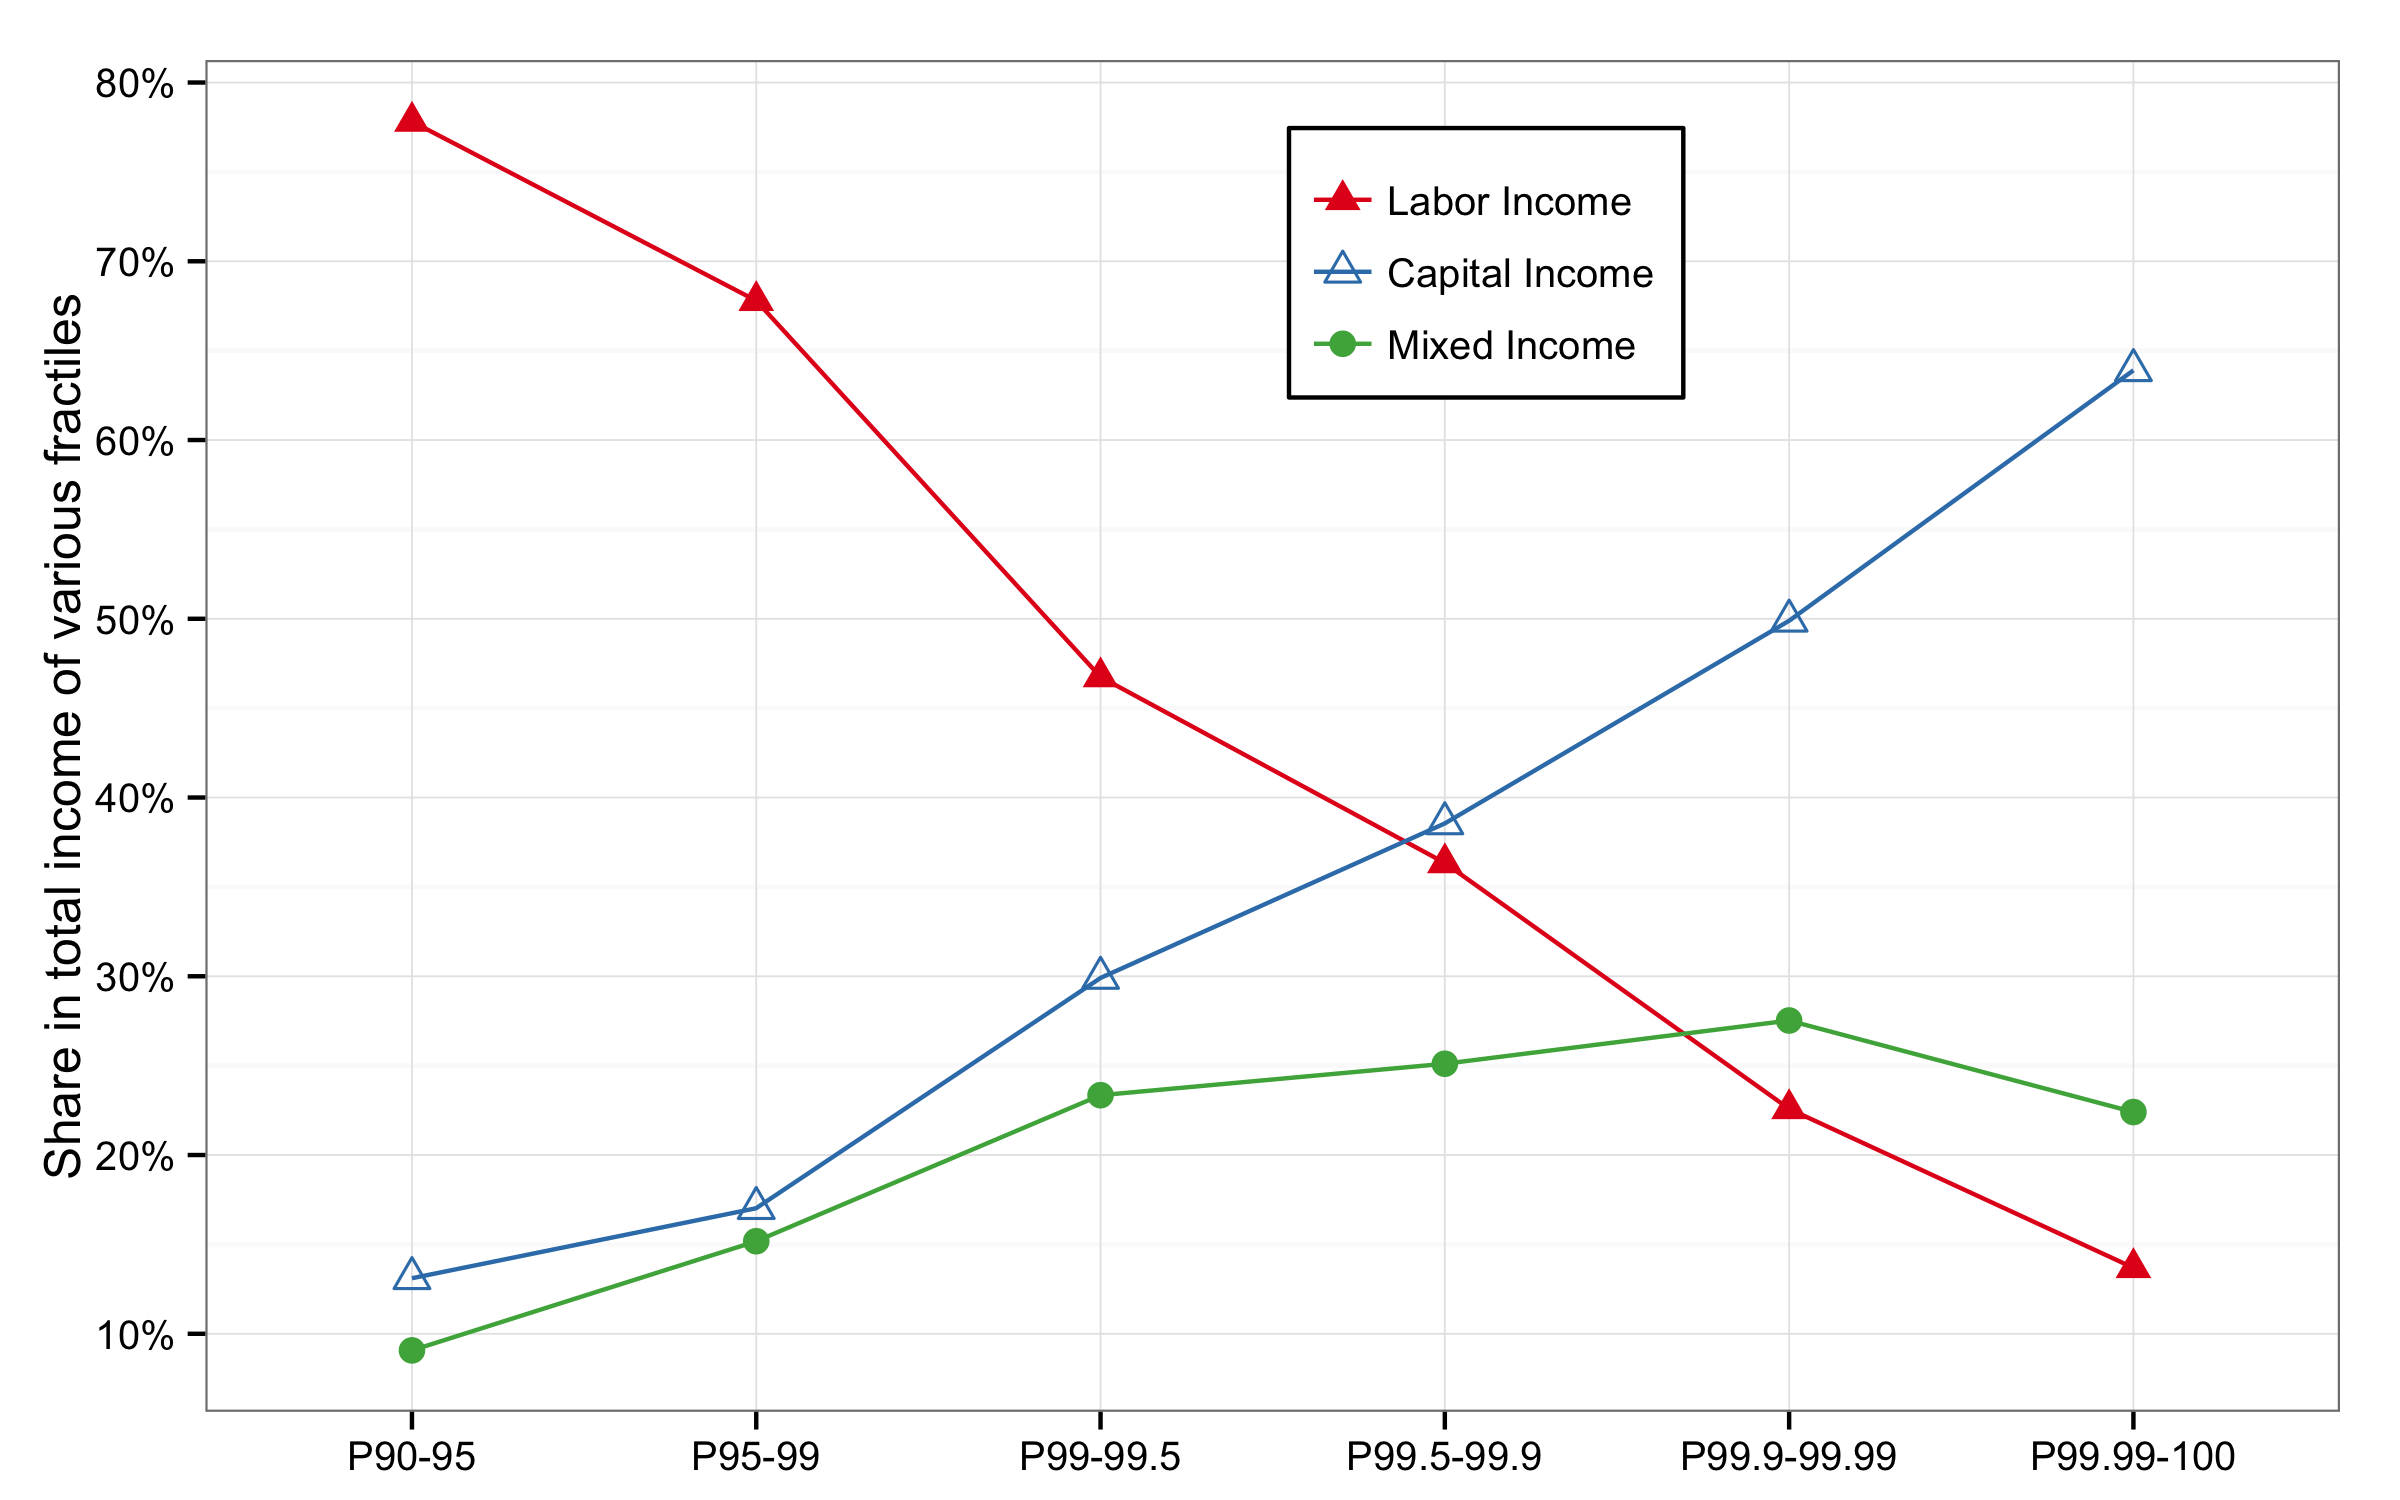 Share in total income of various fractiles
80%
70%
60%
50%
40%
30%
20%
10%
Labor Income
Capital Income
Mixed Income
P90-95 P95-99 P99-99.5 P99.5-99.9 P99.9-99.99 P99.99-100